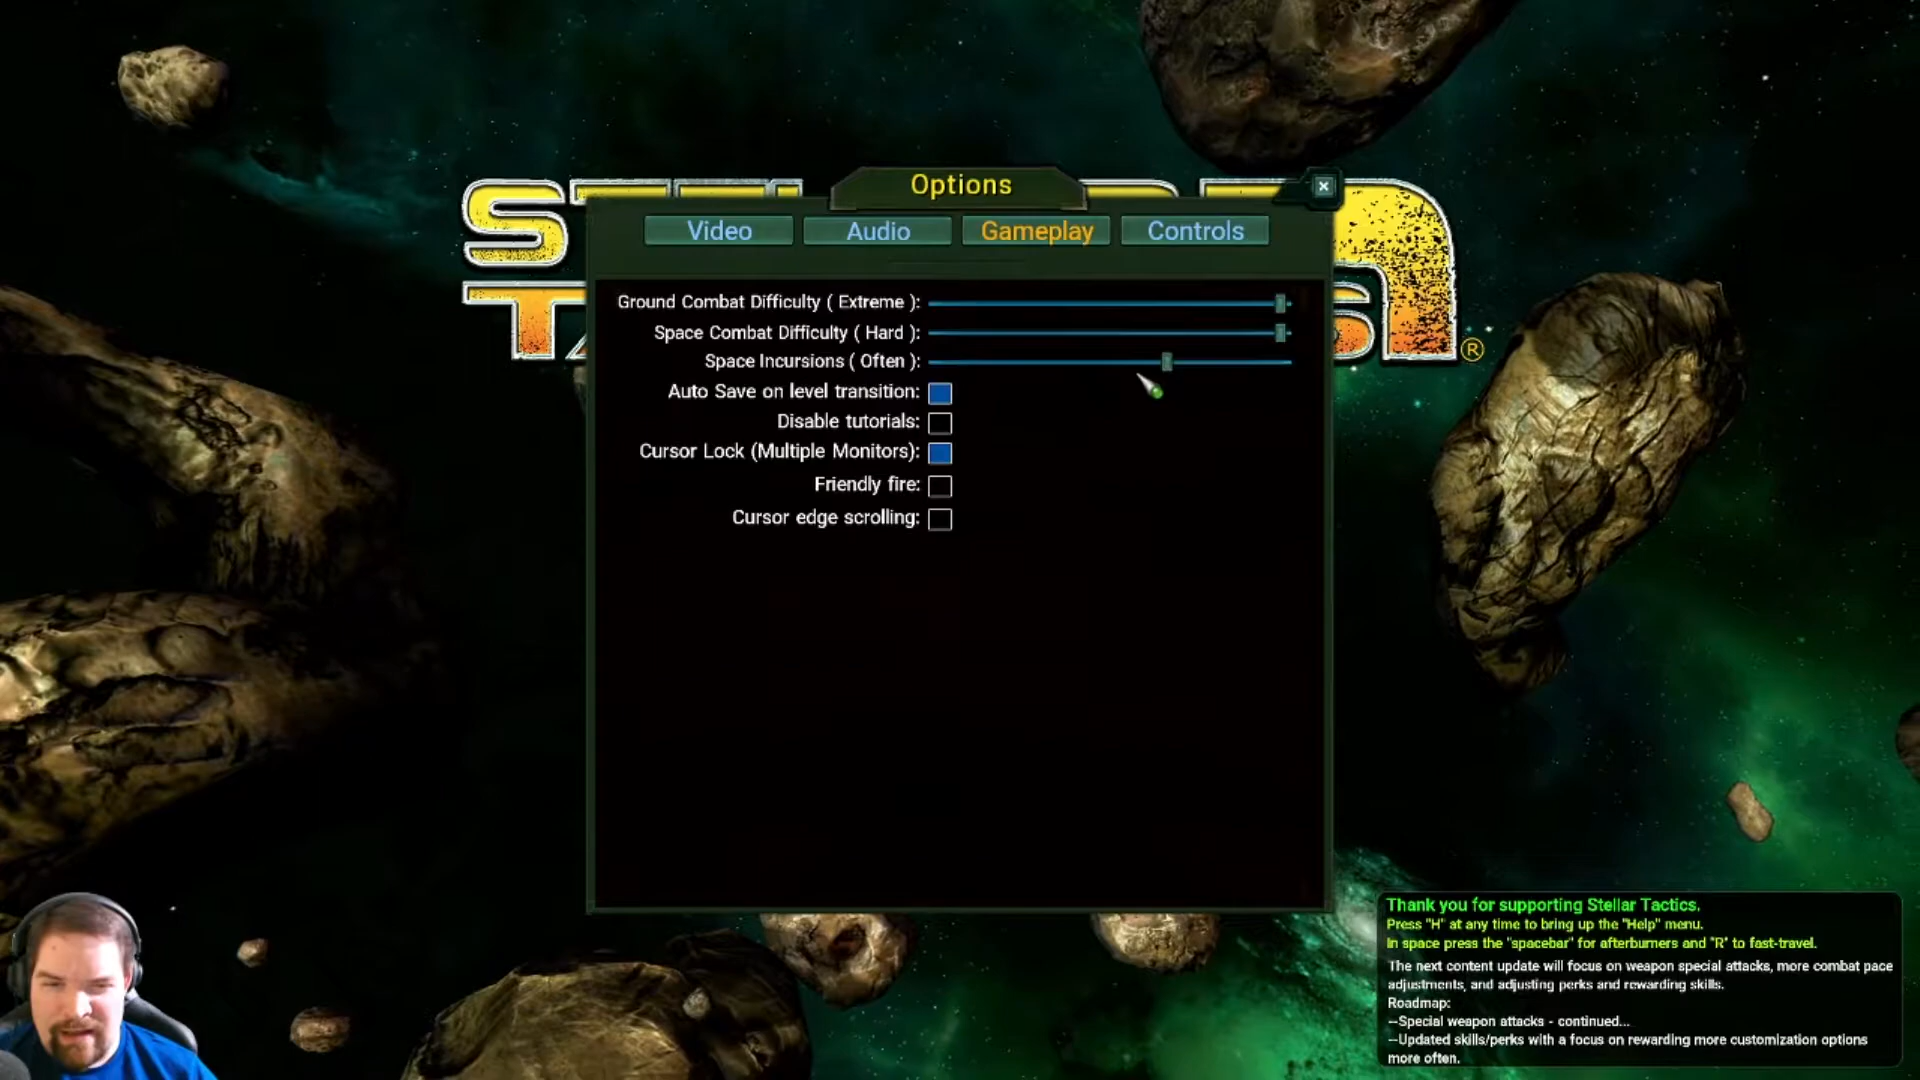 Options
Video Audio Gameplay Controls
Ground Combat Difficulty ( Extreme ):
Space Combat Difficulty ( Hard ):
Space Incursions ( Often ):
Auto Save on level transition:
Disable tutorials:
Cursor Lock (Multiple Monitors):
Friendly fire:
Cursor edge scrolling:
®
Thank you for supporting Stellar Tactics.
Press "H" at any time to bring up the "Help" menu.
In space press the "spacebar" for afterburners and "R" to fast-travel.
The next content update will focus on weapon special attacks, more combat pace
adjustments, and adjusting perks and rewarding skills.
Roadmap:
--Special weapon attacks - continued...
--Updated skills/perks with a focus on rewarding more customization options
more often.